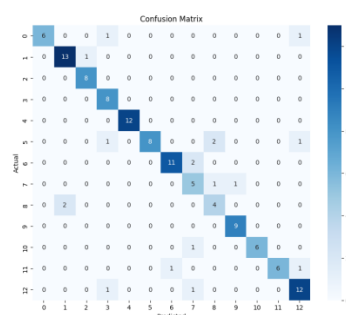 Confusion Matrix
0 6 0 0 1 0 0 0 0 0 0 0 0 1
1 0 13 1 0 0 0 0 0 0 0 0 0 0
2 0 0 8 0 0 0 0 0 0 0 0 0 0
3 0 0 0 8 0 0 0 0 0 0 0 0 0
4 0 0 0 0 12 0 0 0 0 0 0 0 0
5 0 0 0 1 0 8 0 0 2 0 0 0 1
6 0 0 0 0 0 0 11 2 0 0 0 0 0
7 0 0 0 0 0 0 0 5 1 1 0 0 0
8 0 2 0 0 0 0 0 0 4 0 0 0 0
9 0 0 0 0 0 0 0 0 0 9 0 0 0
10 0 0 0 0 0 0 0 1 0 0 6 0 0
11 0 0 0 0 0 0 1 0 0 0 0 6 1
12 0 0 0 1 0 0 0 1 0 0 0 0 12
Actual
0 1 2 3 4 5 6 7 8 9 10 11 12